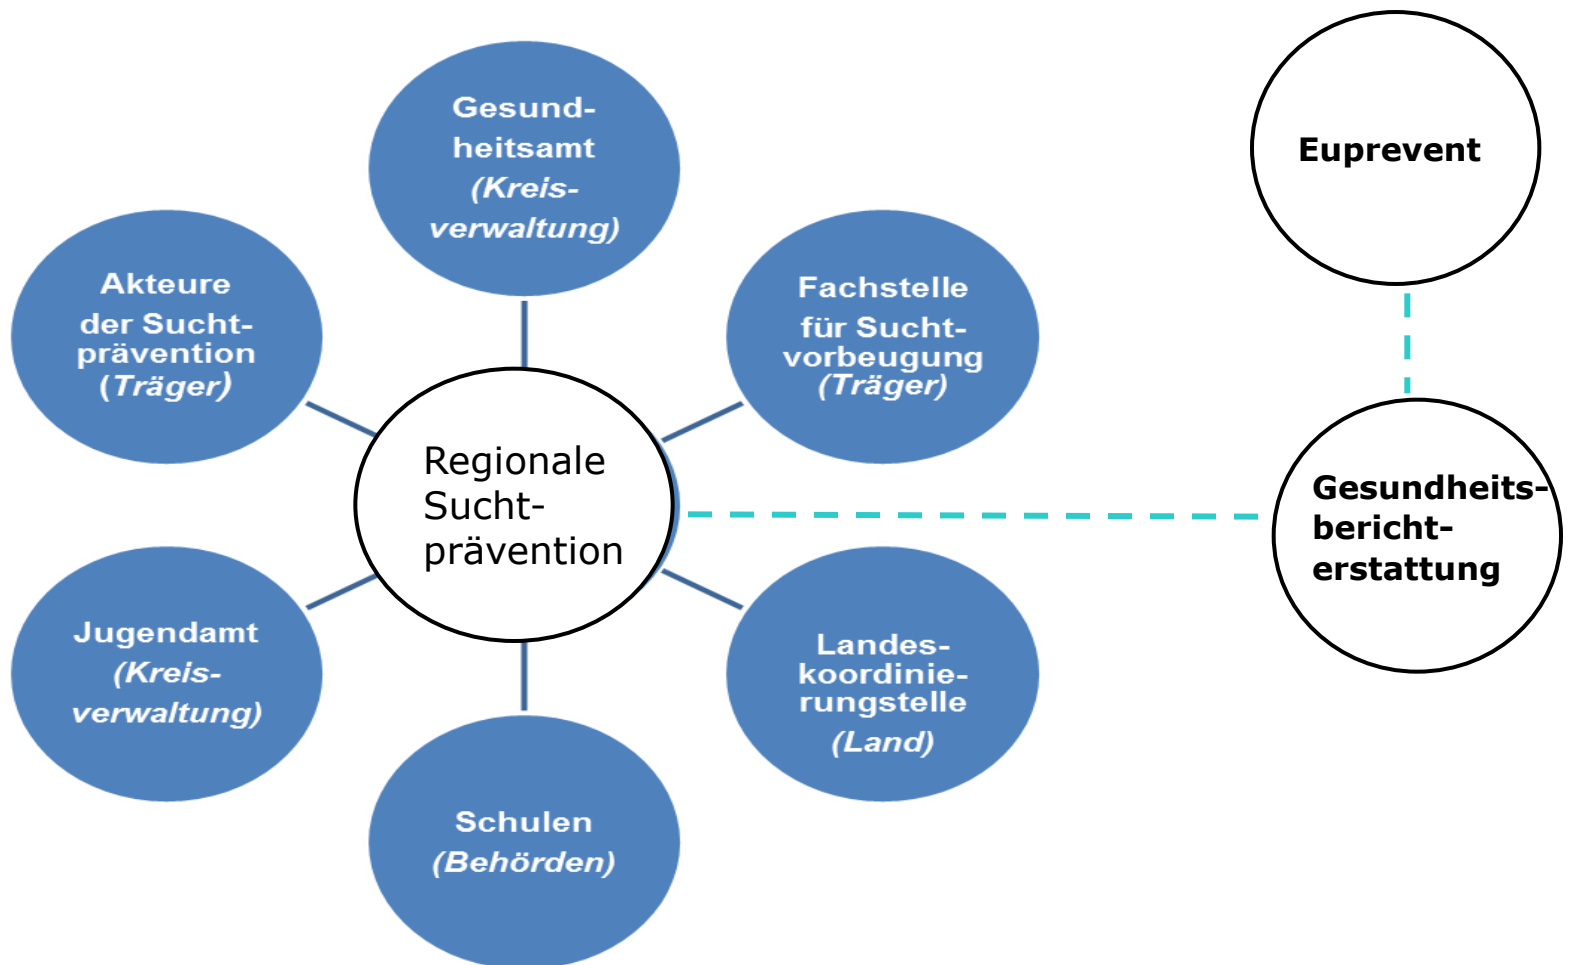 Gesund-
heitsamt
(Kreis-
verwaltung)
Euprevent
Akteure
der Sucht-
prävention
(Träger)
Fachstelle
für Sucht-
vorbeugung
(Träger)
Regionale
Sucht-
prävention
Gesundheits-
bericht-
erstattung
Jugendamt
(Kreis-
verwaltung)
Landes-
koordinie-
rungstelle
(Land)
Schulen
(Behörden)